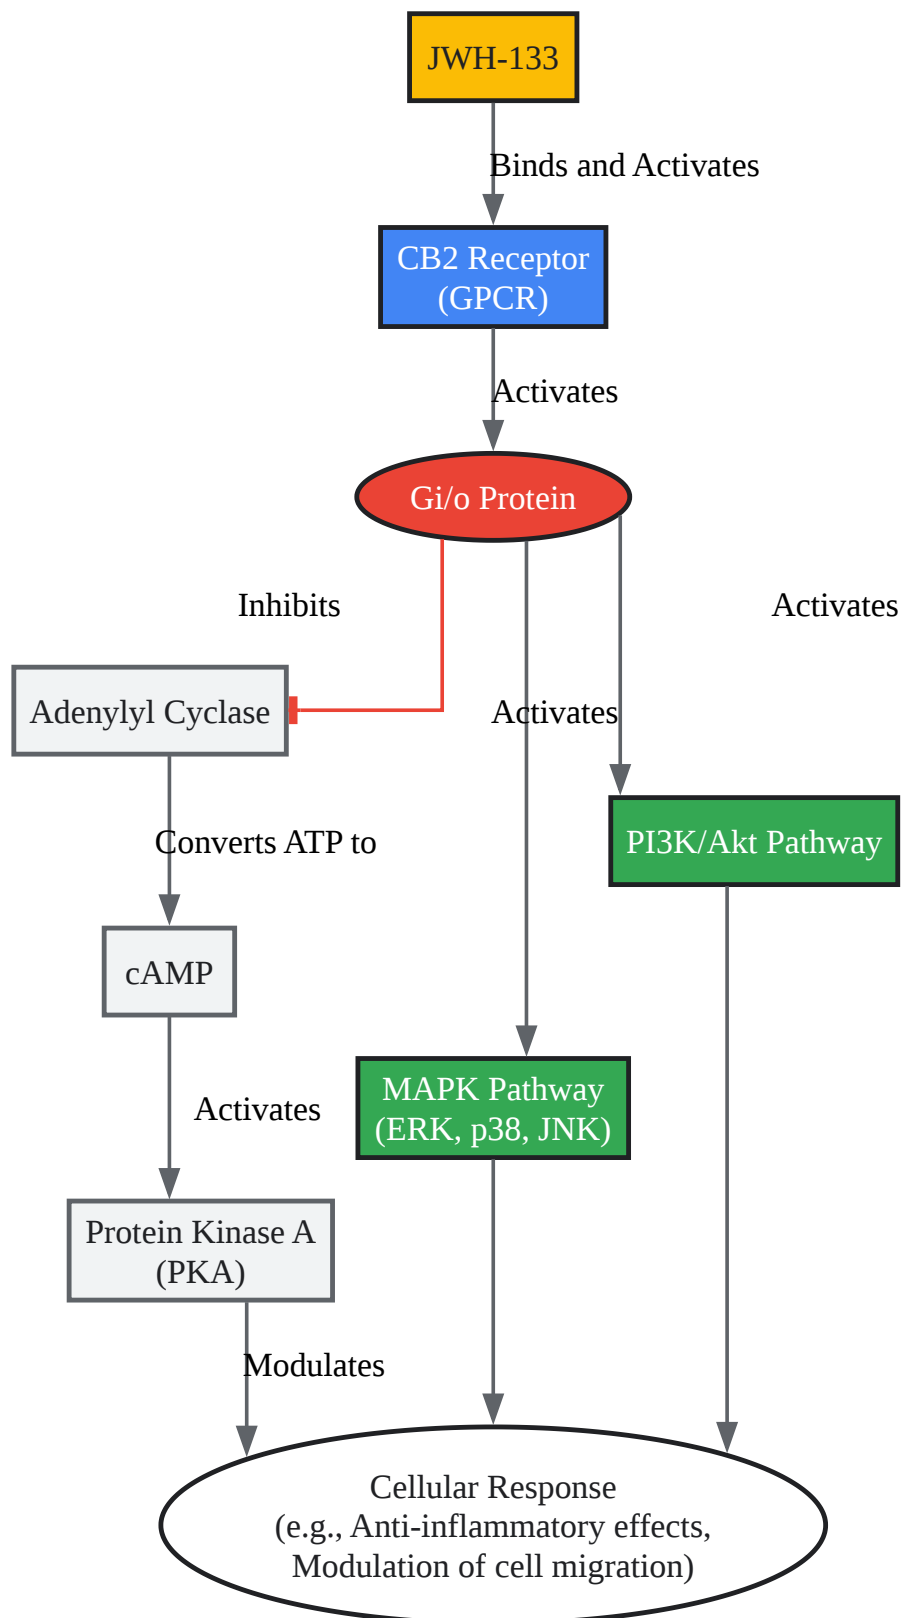 JWH-133
Binds and Activates
CB2 Receptor
(GPCR)
Activates
Gi/o Protein
Inhibits
Activates
Adenylyl Cyclase
Activates
Converts ATP to
PI3K/Akt Pathway
cAMP
MAPK Pathway
(ERK, p38, JNK)
Activates
Protein Kinase A
(PKA)
Modulates
Cellular Response
(e.g., Anti-inflammatory effects,
Modulation of cell migration)